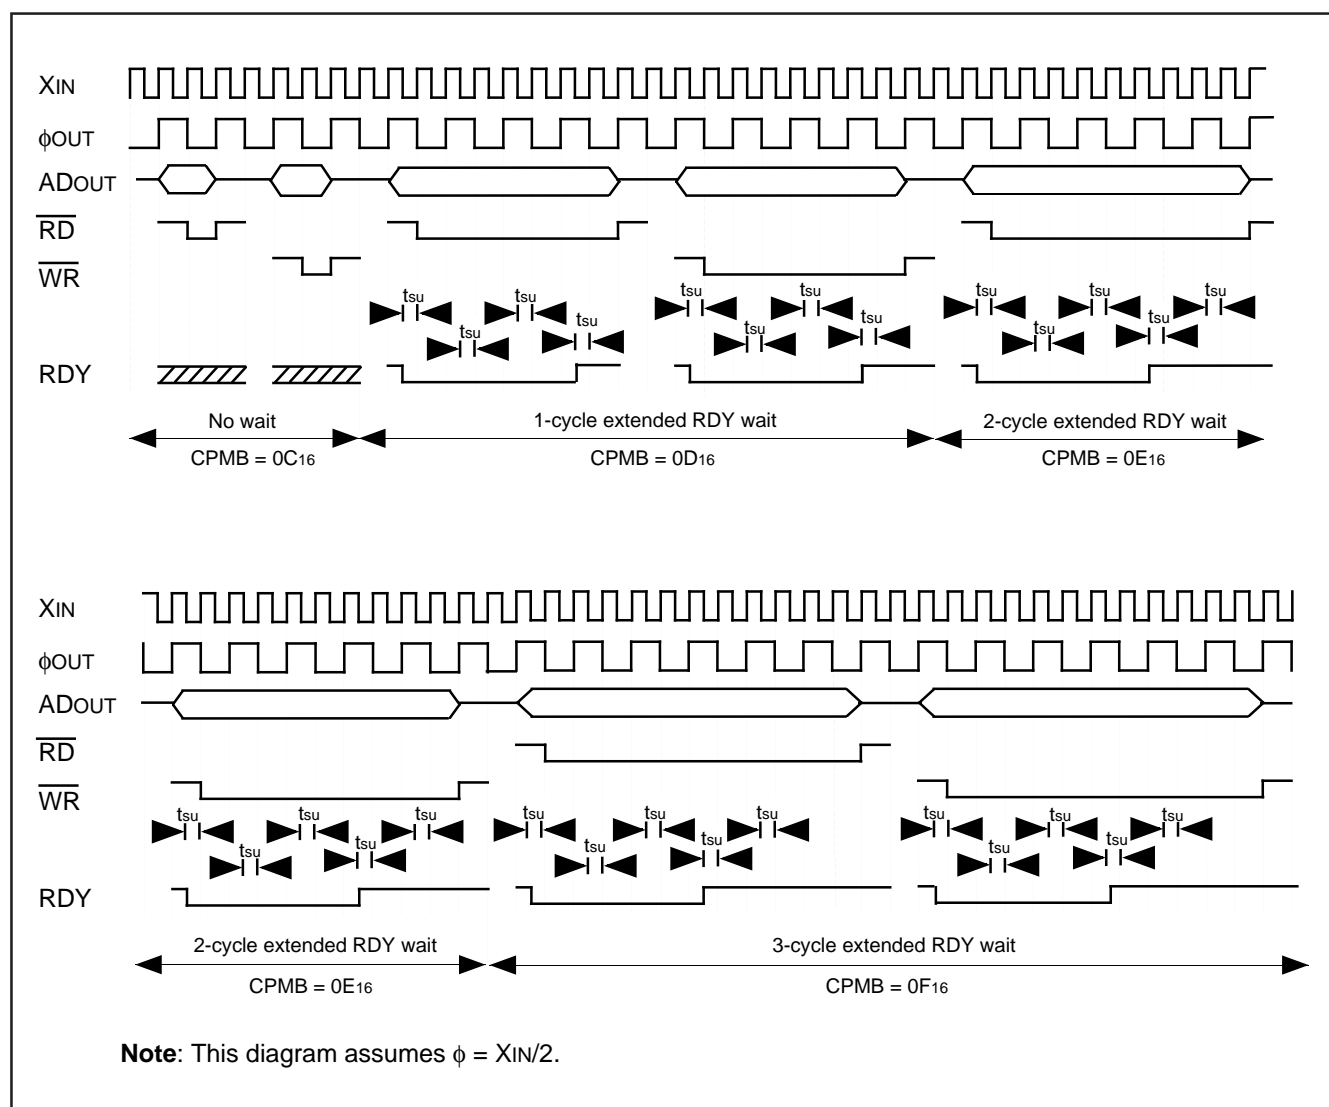 XIN
ϕOUT
ADOUT
RD
WR
tsu tsu tsu tsu tsu tsu tsu
tsu tsu tsu tsu tsu tsu
RDY
No wait 1-cycle extended RDY wait 2-cycle extended RDY wait
CPMB = 0C16 CPMB = 0D16 CPMB = 0E16
XIN
ϕOUT
ADOUT
RD
WR
tsu tsu tsu tsu tsu tsu tsu tsu tsu
tsu tsu tsu tsu tsu tsu
RDY
2-cycle extended RDY wait 3-cycle extended RDY wait
CPMB = 0E16 CPMB = 0F16
Note: This diagram assumes ϕ = XIN/2.